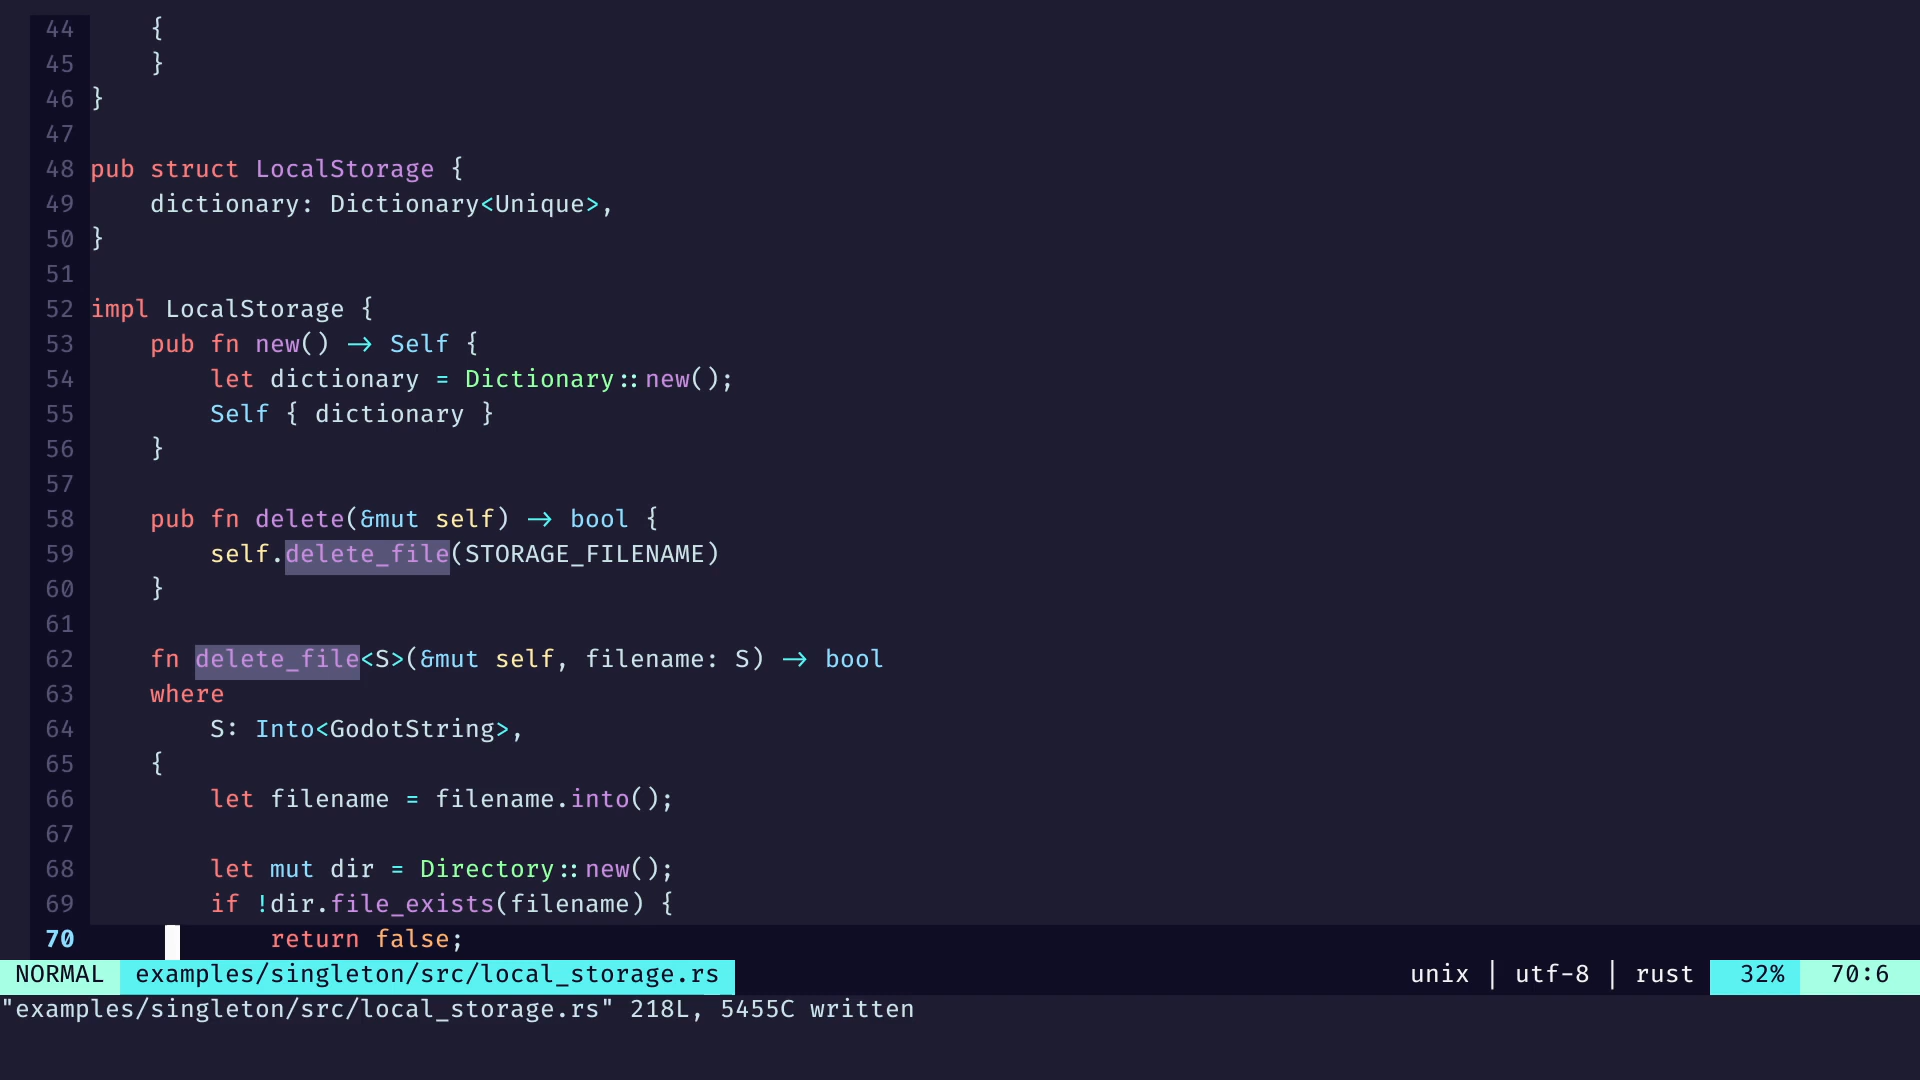 44     {
45     }
46 }
47
48 pub struct LocalStorage {
49     dictionary: Dictionary<Unique>,
50 }
51
52 impl LocalStorage {
53     pub fn new() -> Self {
54         let dictionary = Dictionary::new();
55         Self { dictionary }
56     }
57
58     pub fn delete(&mut self) -> bool {
59         self.delete_file(STORAGE_FILENAME)
60     }
61
62     fn delete_file<S>(&mut self, filename: S) -> bool
63     where
64         S: Into<GodotString>,
65     {
66         let filename = filename.into();
67
68         let mut dir = Directory::new();
69         if !dir.file_exists(filename) {
70             return false;
NORMAL examples/singleton/src/local_storage.rs unix | utf-8 | rust 32% 70:6
"examples/singleton/src/local_storage.rs" 218L, 5455C written